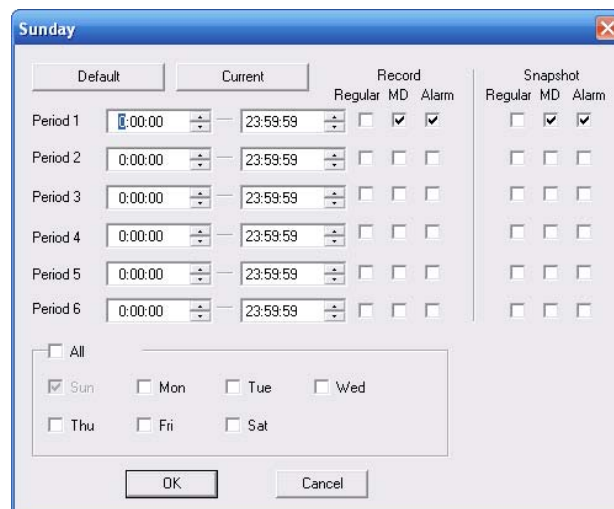 Sunday
Default Current Record Snapshot
Regular MD Alarm Regular MD Alarm
Period 1 0:00:00 23:59:59
Period 2 0:00:00 23:59:59
Period 3 0:00:00 23:59:59
Period 4 0:00:00 23:59:59
Period 5 0:00:00 23:59:59
Period 6 0:00:00 23:59:59
All
Sun Mon Tue Wed
Thu Fri Sat
OK Cancel